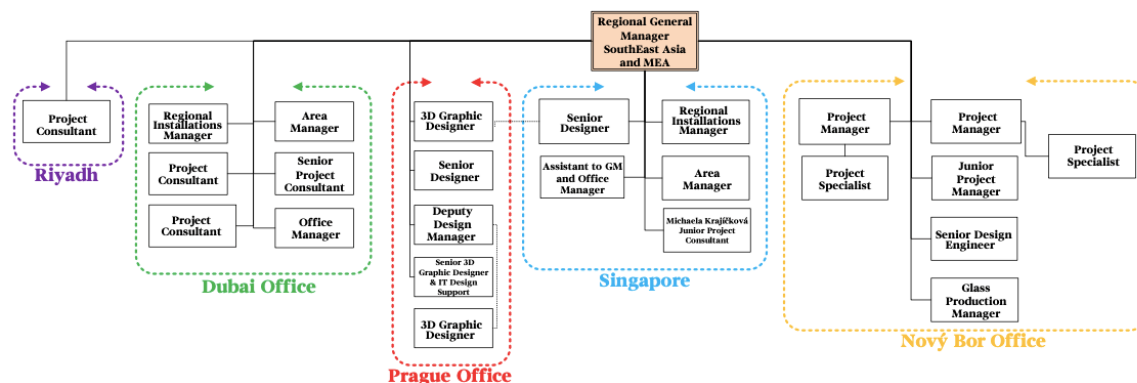 Regional General
Manager
SouthEast Asia
and MEA
Project
Consultant
Riyadh
Regional
Installations
Manager
Area
Manager
Project
Consultant
Senior
Project
Consultant
Project
Consultant
Office
Manager
Dubai Office
3D Graphic
Designer
Senior
Designer
Deputy
Design
Manager
Senior 3D
Graphic Designer
& IT Design
Support
3D Graphic
Designer
Prague Office
Senior
Designer
Regional
Installations
Manager
Assistant to GM
and Office
Manager
Area
Manager
Michaela Krajíčková
Junior Project
Consultant
Singapore
Project
Manager
Project
Manager
Project
Specialist
Project
Specialist
Junior
Project
Manager
Senior Design
Engineer
Glass
Production
Manager
Nový Bor Office